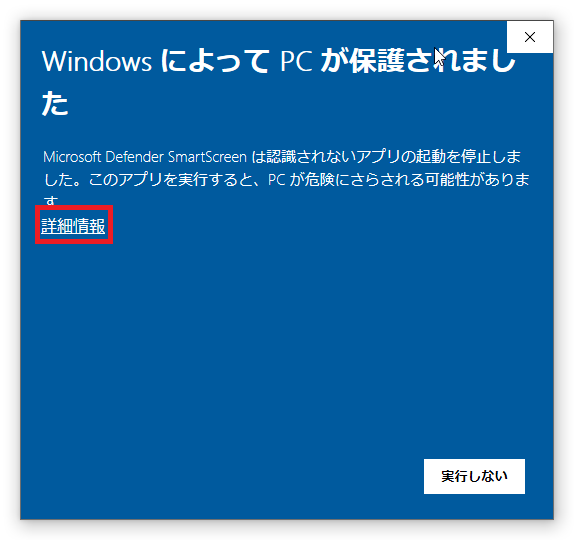 Windows によって PC が保護されまし
た
Microsoft Defender SmartScreen は認識されないアプリの起動を停止しま
した。このアプリを実行すると、PC が危険にさらされる可能性がありま
す。
詳細情報
実行しない